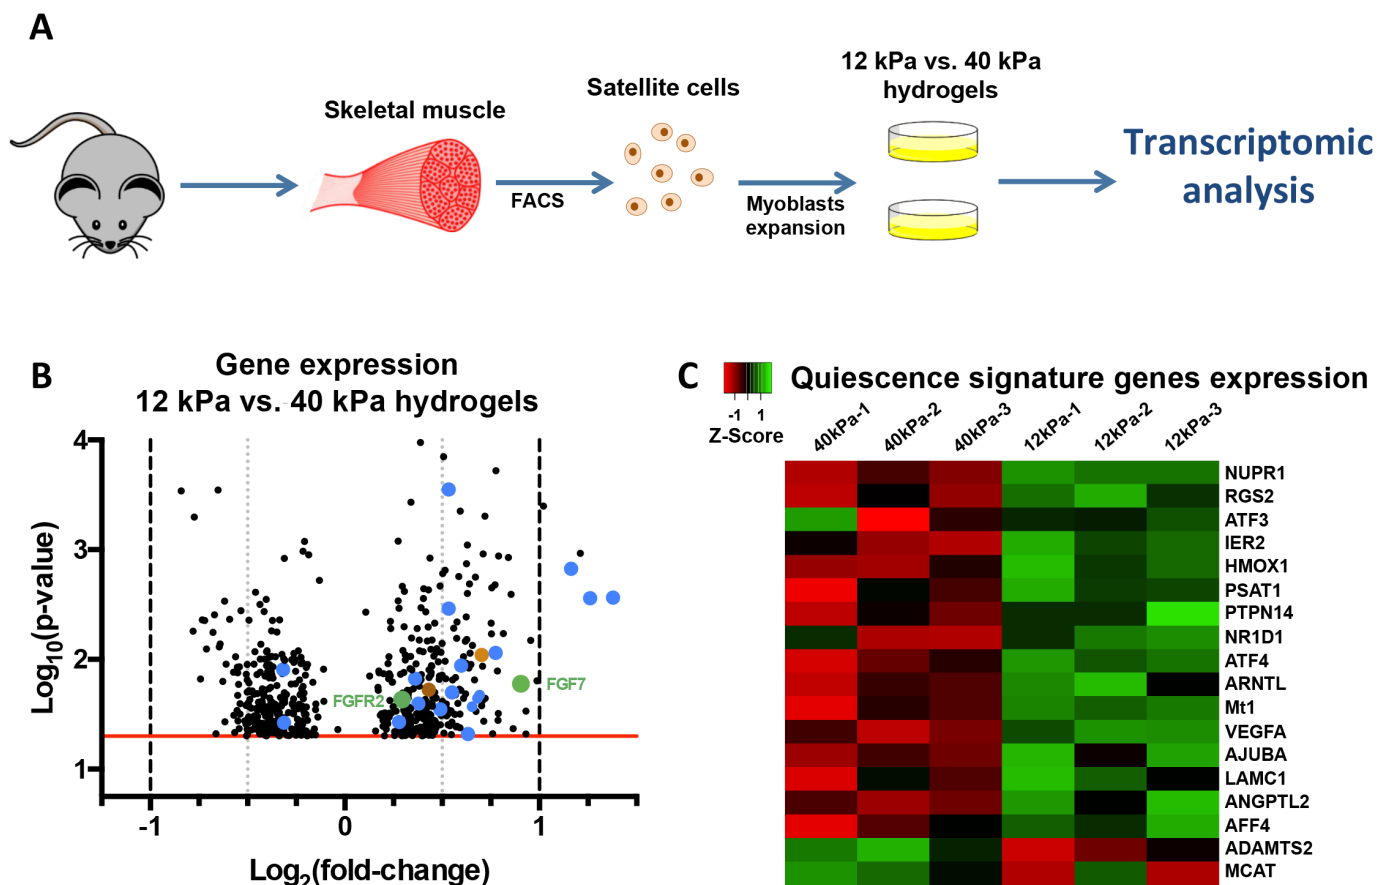 A
Skeletal muscle
FACS
Satellite cells
Myoblasts
expansion
12 kPa vs. 40 kPa
hydrogels
Transcriptomic
analysis
B
Gene expression
12 kPa vs. 40 kPa hydrogels
Log10(p-value)
4
3
2
1
FGFR2
FGF7
-1
0
1
Log2(fold-change)
C
-1 1
Z-Score
Quiescence signature genes expression
40kPa-1
40kPa-2
40kPa-3
12kPa-1
12kPa-2
12kPa-3
NUPR1
RGS2
ATF3
IER2
HMOX1
PSAT1
PTPN14
NR1D1
ATF4
ARNTL
Mt1
VEGFA
AJUBA
LAMC1
ANGPTL2
AFF4
ADAMTS2
MCAT